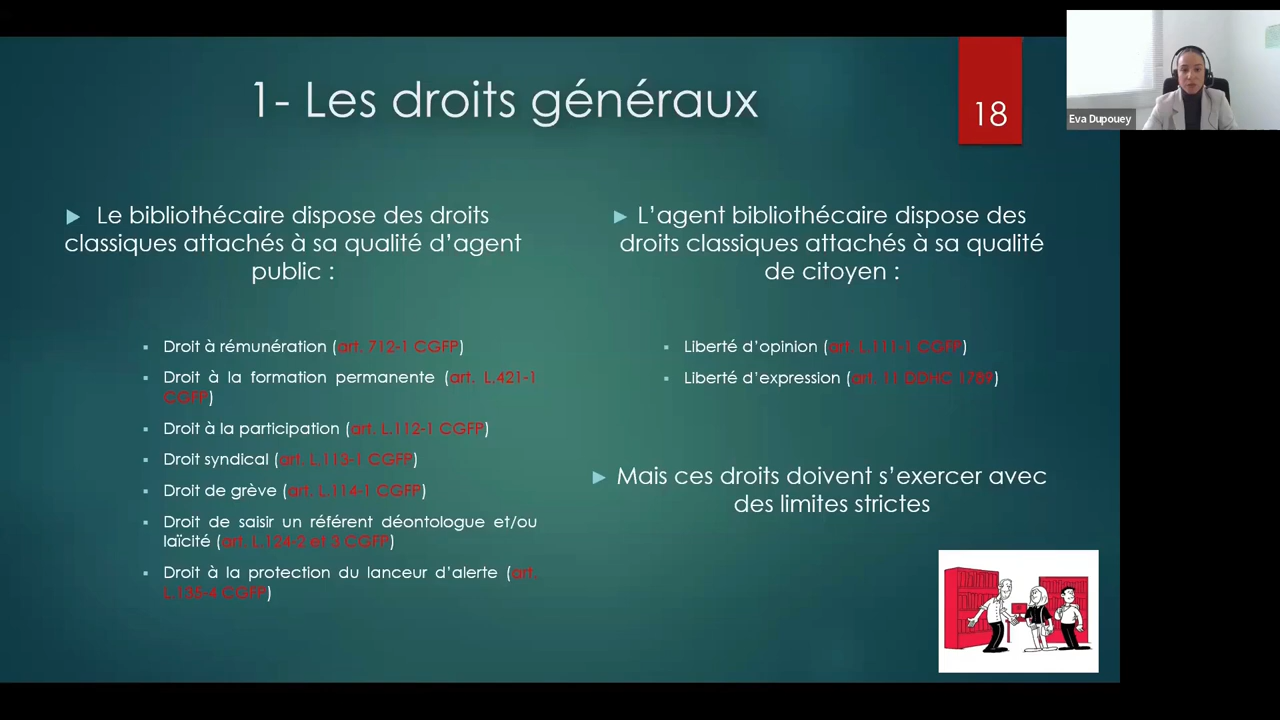 1- Les droits généraux
18
Eva Dupouey
Le bibliothécaire dispose des droits
classiques attachés à sa qualité d’agent
public :
Droit à rémunération (art. 712-1 CGFP)
Droit à la formation permanente (art. L.421-1
CGFP)
Droit à la participation (art. L.112-1 CGFP)
Droit syndical (art. L.113-1 CGFP)
Droit de grève (art. L.114-1 CGFP)
Droit de saisir un référent déontologue et/ou
laïcité (art. L.124-2 et 3 CGFP)
Droit à la protection du lanceur d’alerte (art.
L.135-4 CGFP)
L’agent bibliothécaire dispose des
droits classiques attachés à sa qualité
de citoyen :
Liberté d’opinion (art. L.111-1 CGFP)
Liberté d’expression (art. 11 DDHC 1789)
Mais ces droits doivent s’exercer avec
des limites strictes